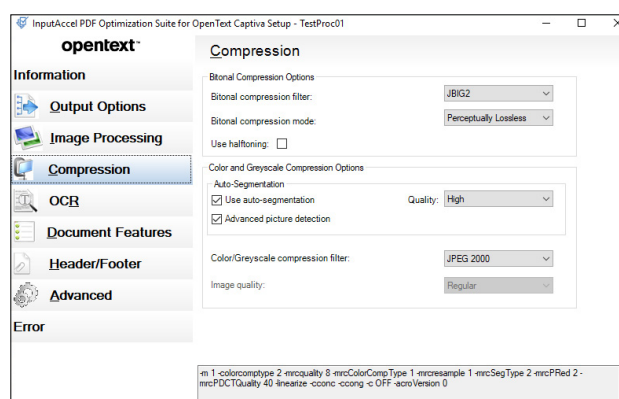 InputAccel PDF Optimization Suite for OpenText Captiva Setup - TestProc01
opentext™
Information
Output Options
Image Processing
Compression
OCR
Document Features
Header/Footer
Advanced
Error
Compression
Bitonal Compression Options
Bitonal compression filter: JBIG2
Bitonal compression mode: Perceptually Lossless
Use halftoning:
Color and Greyscale Compression Options
Auto-Segmentation
Use auto-segmentation Quality: High
Advanced picture detection
Color/Greyscale compression filter: JPEG 2000
Image quality: Regular
-m 1 -colorcomptype 2 -mrcquality 8 -mrcColorCompType 1 -mrcresample 1 -mrcSegType 2 -mrcPRed 2 -
mrcPDCTQuality 40 -linearize -cconc -ccong -c OFF -acroVersion 0